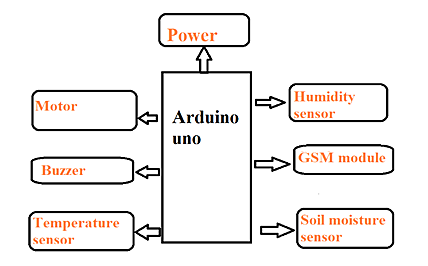 Power
Motor
Arduino
uno
Humidity
sensor
Buzzer
GSM module
Temperature
sensor
Soil moisture
sensor